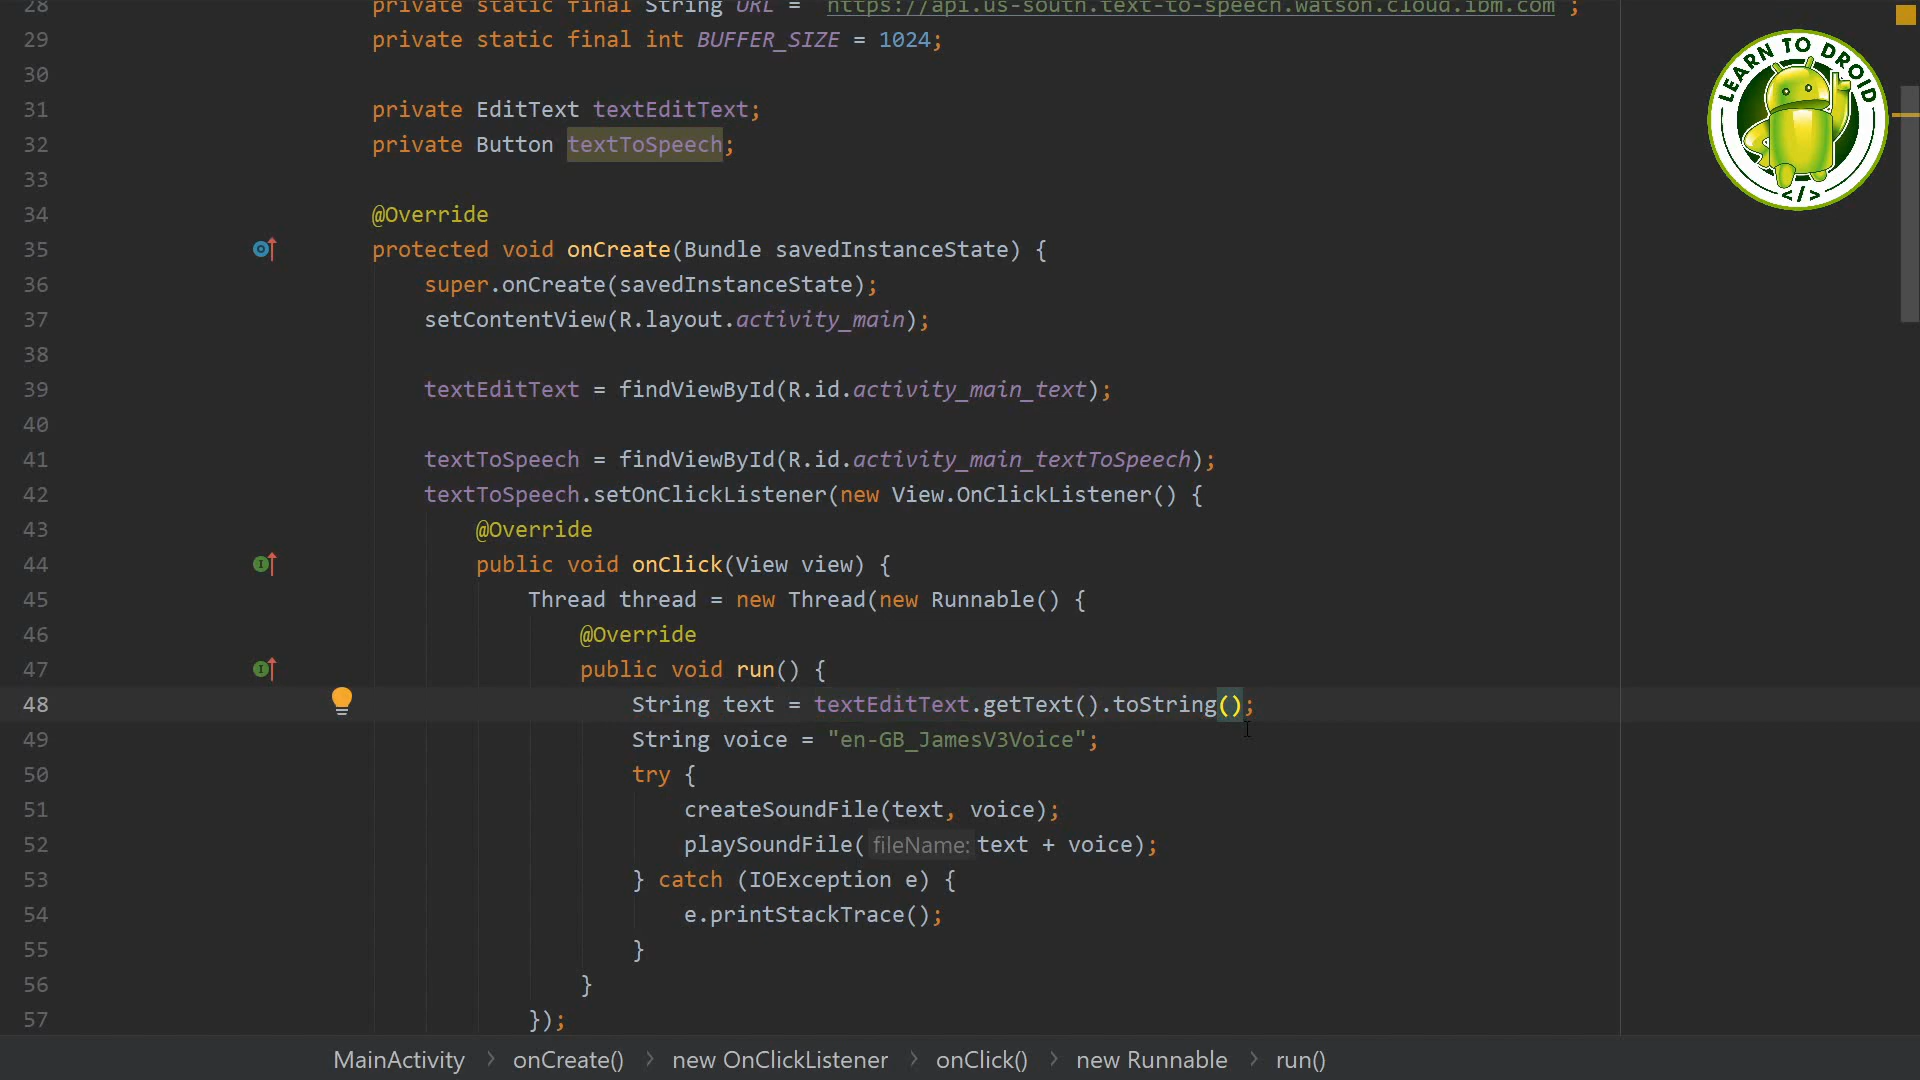 28 private static final String URL = "https://api.us-south.text-to-speech.watson.cloud.ibm.com";
29 private static final int BUFFER_SIZE = 1024;
30
31 private EditText textEditText;
32 private Button textToSpeech;
33
34 @Override
35 protected void onCreate(Bundle savedInstanceState) {
36 super.onCreate(savedInstanceState);
37 setContentView(R.layout.activity_main);
38
39 textEditText = findViewById(R.id.activity_main_text);
40
41 textToSpeech = findViewById(R.id.activity_main_textToSpeech);
42 textToSpeech.setOnClickListener(new View.OnClickListener() {
43 @Override
44 public void onClick(View view) {
45 Thread thread = new Thread(new Runnable() {
46 @Override
47 public void run() {
48 String text = textEditText.getText().toString();
49 String voice = "en-GB_JamesV3Voice";
50 try {
51 createSoundFile(text, voice);
52 playSoundFile( fileName: text + voice);
53 } catch (IOException e) {
54 e.printStackTrace();
55 }
56 }
57 });
MainActivity > onCreate() > new OnClickListener > onClick() > new Runnable > run()
LEARN TO DROID
</>